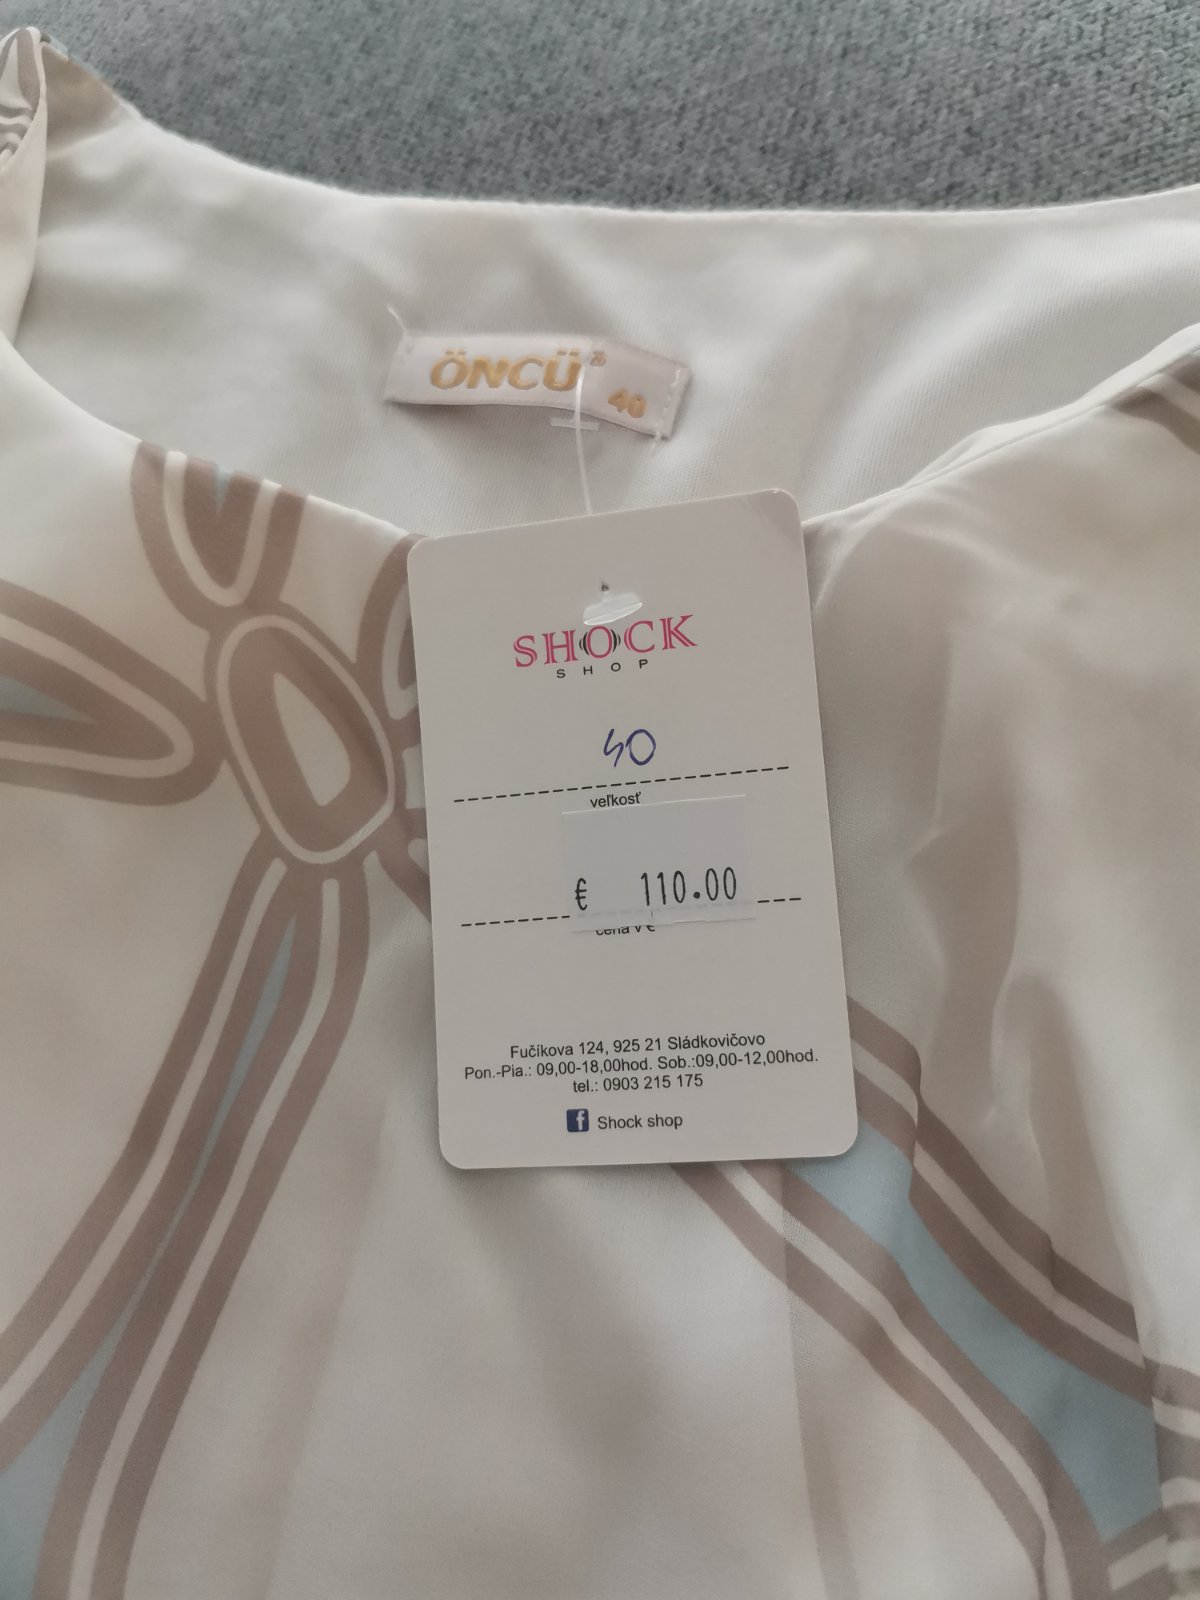 ÖNCÜ®
40
SHOCK
SHOP
40
veľkosť
€ 110.00
cena v €
Fučíkova 124, 925 21 Sládkovičovo
Pon.-Pia.: 09,00-18,00hod. Sob.:09,00-12,00hod.
tel.: 0903 215 175
f Shock shop